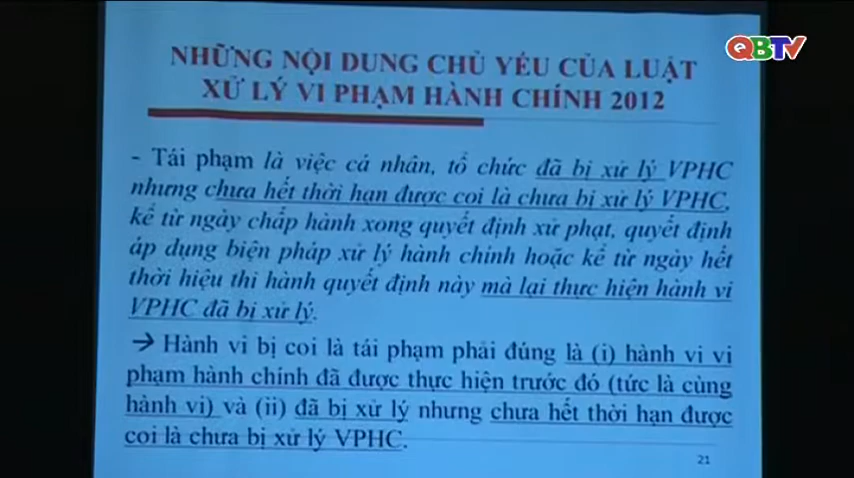 QBTV
NHỮNG NỘI DUNG CHỦ YẾU CỦA LUẬT
XỬ LÝ VI PHẠM HÀNH CHÍNH 2012
- Tái phạm là việc cá nhân, tổ chức đã bị xử lý VPHC
nhưng chưa hết thời hạn được coi là chưa bị xử lý VPHC,
kể từ ngày chấp hành xong quyết định xử phạt, quyết định
áp dụng biện pháp xử lý hành chính hoặc kể từ ngày hết
thời hiệu thi hành quyết định này mà lại thực hiện hành vi
VPHC đã bị xử lý.
→ Hành vi bị coi là tái phạm phải đúng là (i) hành vi vi
phạm hành chính đã được thực hiện trước đó (tức là cùng
hành vi) và (ii) đã bị xử lý nhưng chưa hết thời hạn được
coi là chưa bị xử lý VPHC.
21